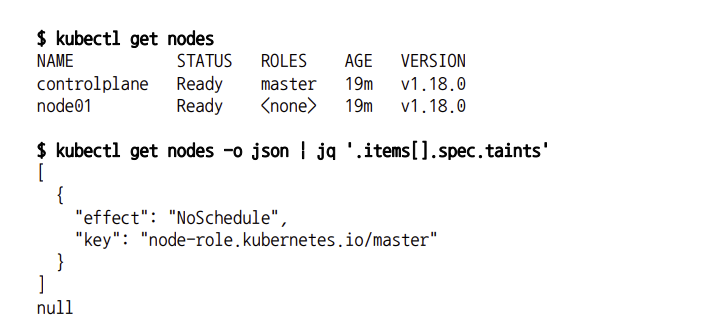 $ kubectl get nodes
NAME STATUS ROLES AGE VERSION
controlplane Ready master 19m v1.18.0
node01 Ready <none> 19m v1.18.0
$ kubectl get nodes -o json | jq '.items[].spec.taints'
[
{
"effect": "NoSchedule",
"key": "node-role.kubernetes.io/master"
}
]
null